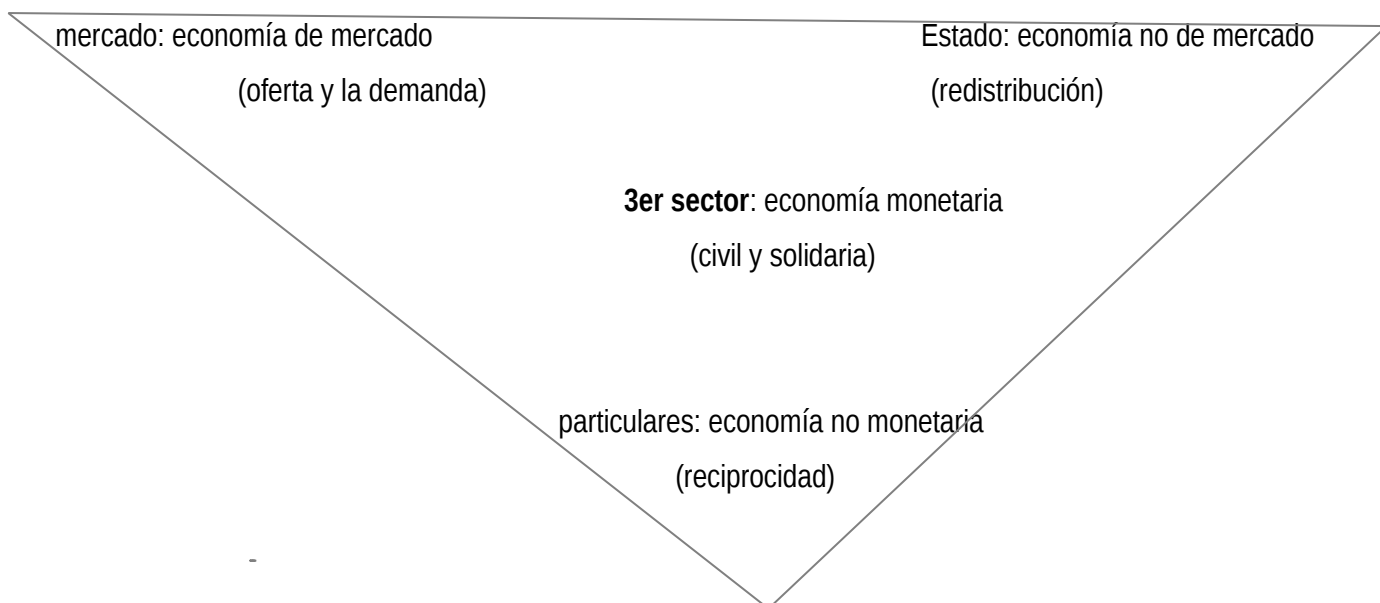 mercado: economía de mercado
Estado: economía no de mercado
(oferta y la demanda)
(redistribución)
3er sector: economía monetaria
(civil y solidaria)
particulares: economía no monetaria
(reciprocidad)